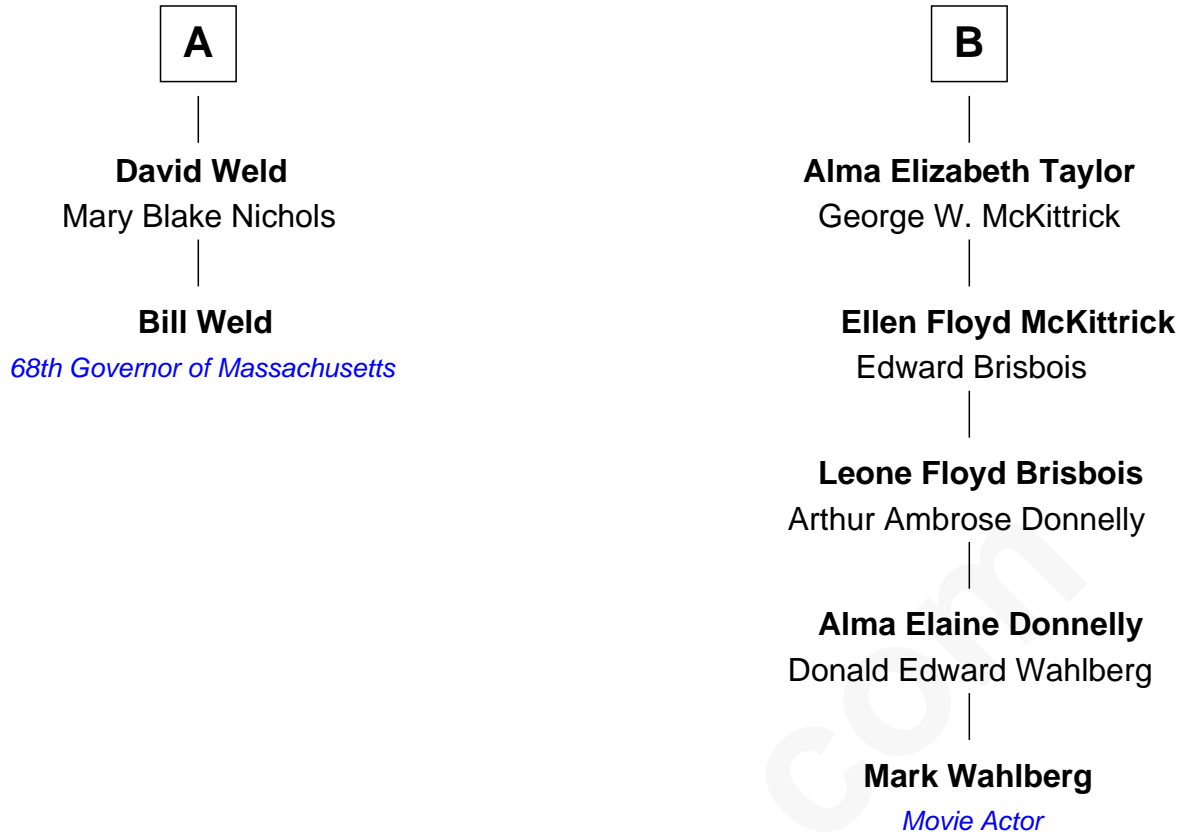 A
David Weld
Mary Blake Nichols
Bill Weld
68th Governor of Massachusetts
B
Alma Elizabeth Taylor
George W. McKittrick
Ellen Floyd McKittrick
Edward Brisbois
Leone Floyd Brisbois
Arthur Ambrose Donnelly
Alma Elaine Donnelly
Donald Edward Wahlberg
Mark Wahlberg
Movie Actor
com